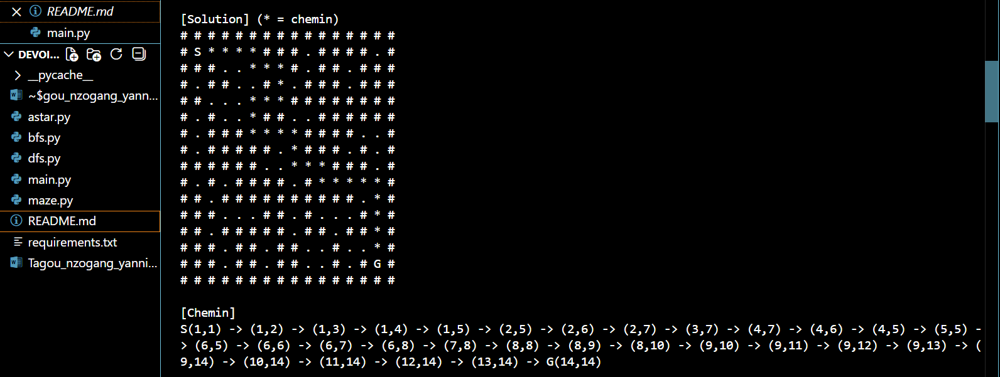 README.md
main.py
DEVOI...
__pycache__
~$gou_nzogang_yann...
astar.py
bfs.py
dfs.py
main.py
maze.py
README.md
requirements.txt
Tagou_nzogang_yanni...
[Solution] (* = chemin)
# # # # # # # # # # # # # # # #
# S * * * * # # # . # # # # . #
# # # . . * * * # . # # . # # #
# . # # . . # * . # # # . # # #
# # . . . * * * # # # # # # # #
# . # . . * # # . . # # # # # #
# . # # # * * * * # # # # . . #
# . # # # # # . * # # # . # . #
# # # # # # . . * * * # # # . #
# . # . # # # # . # * * * * * #
# # . # # # # # # # # # # . * #
# # # . . . # # . # . . . # * #
# # . # # # # # . # # . # # * #
# # # . # # . # # . . # . . * #
# # # . # # . # # . . # . # G #
# # # # # # # # # # # # # # # #
[Chemin]
S(1,1) -> (1,2) -> (1,3) -> (1,4) -> (1,5) -> (2,5) -> (2,6) -> (2,7) -> (3,7) -> (4,7) -> (4,6) -> (4,5) -> (5,5) -
> (6,5) -> (6,6) -> (6,7) -> (6,8) -> (7,8) -> (8,8) -> (8,9) -> (8,10) -> (9,10) -> (9,11) -> (9,12) -> (9,13) -> (
9,14) -> (10,14) -> (11,14) -> (12,14) -> (13,14) -> G(14,14)